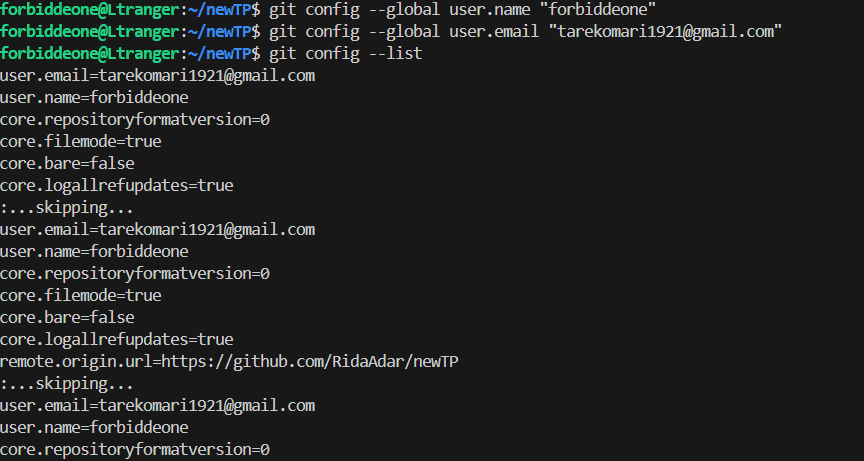 forbiddeone@Ltranger:~/newTP$ git config --global user.name "forbiddeone"
forbiddeone@Ltranger:~/newTP$ git config --global user.email "tarekomari1921@gmail.com"
forbiddeone@Ltranger:~/newTP$ git config --list
user.email=tarekomari1921@gmail.com
user.name=forbiddeone
core.repositoryformatversion=0
core.filemode=true
core.bare=false
core.logallrefupdates=true
:...skipping...
user.email=tarekomari1921@gmail.com
user.name=forbiddeone
core.repositoryformatversion=0
core.filemode=true
core.bare=false
core.logallrefupdates=true
remote.origin.url=https://github.com/RidaAdar/newTP
:...skipping...
user.email=tarekomari1921@gmail.com
user.name=forbiddeone
core.repositoryformatversion=0